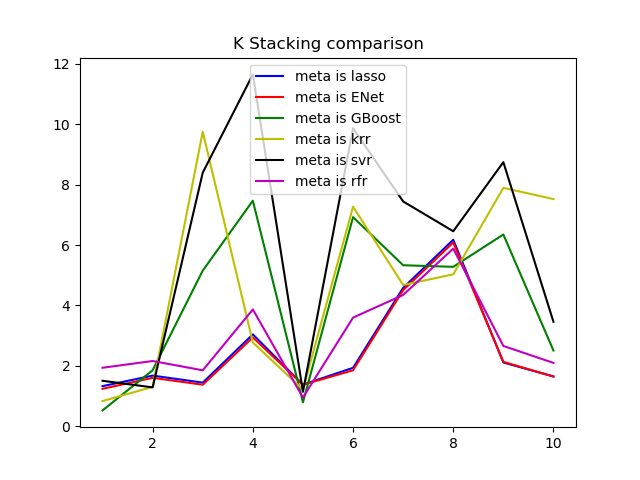 K Stacking comparison
12
10
8
6
4
2
0
meta is lasso
meta is ENet
meta is GBoost
meta is krr
meta is svr
meta is rfr
2 4 6 8 10